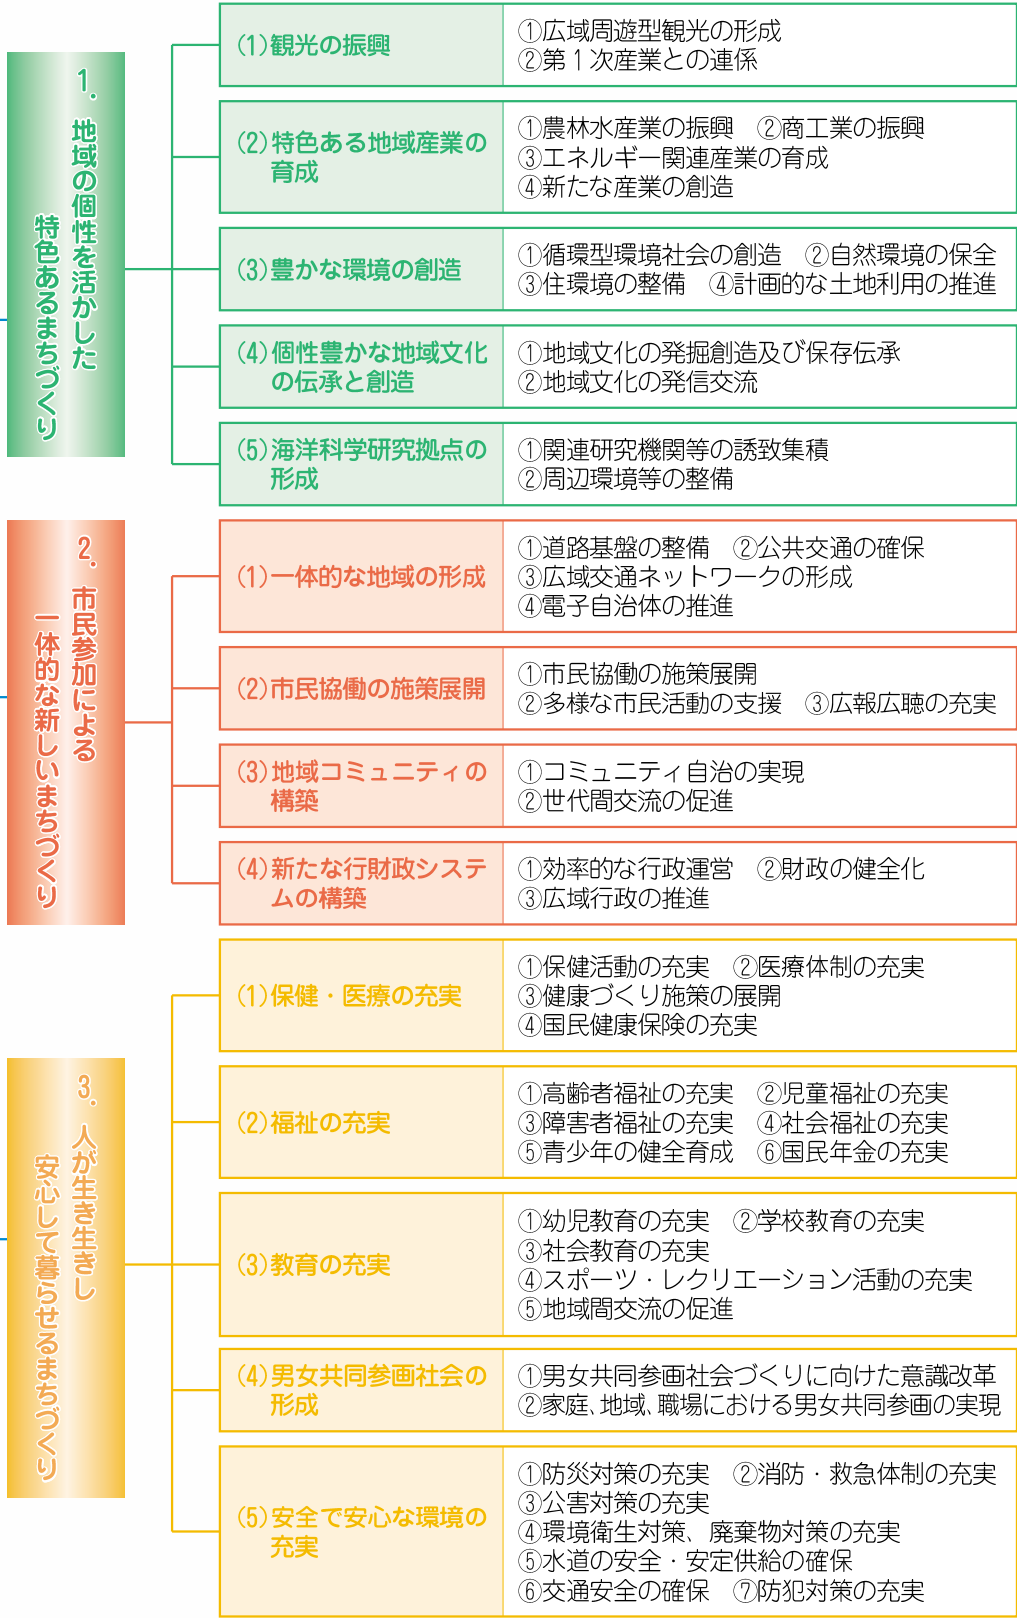 1. 地域の個性を活かした
特色あるまちづくり
(1)観光の振興
①広域周遊型観光の形成
②第１次産業との連係
(2)特色ある地域産業の
育成
①農林水産業の振興　②商工業の振興
③エネルギー関連産業の育成
④新たな産業の創造
(3)豊かな環境の創造
①循環型環境社会の創造　②自然環境の保全
③住環境の整備　④計画的な土地利用の推進
(4)個性豊かな地域文化
の伝承と創造
①地域文化の発掘創造及び保存伝承
②地域文化の発信交流
(5)海洋科学研究拠点の
形成
①関連研究機関等の誘致集積
②周辺環境等の整備
2. 市民参加による
一体的な新しいまちづくり
(1)一体的な地域の形成
①道路基盤の整備　②公共交通の確保
③広域交通ネットワークの形成
④電子自治体の推進
(2)市民協働の施策展開
①市民協働の施策展開
②多様な市民活動の支援　③広報広聴の充実
(3)地域コミュニティの
構築
①コミュニティ自治の実現
②世代間交流の促進
(4)新たな行財政システ
ムの構築
①効率的な行政運営　②財政の健全化
③広域行政の推進
3. 人が生き生きし
安心して暮らせるまちづくり
(1)保健・医療の充実
①保健活動の充実　②医療体制の充実
③健康づくり施策の展開
④国民健康保険の充実
(2)福祉の充実
①高齢者福祉の充実　②児童福祉の充実
③障害者福祉の充実　④社会福祉の充実
⑤青少年の健全育成　⑥国民年金の充実
(3)教育の充実
①幼児教育の充実　②学校教育の充実
③社会教育の充実
④スポーツ・レクリエーション活動の充実
⑤地域間交流の促進
(4)男女共同参画社会の
形成
①男女共同参画社会づくりに向けた意識改革
②家庭、地域、職場における男女共同参画の実現
(5)安全で安心な環境の
充実
①防災対策の充実　②消防・救急体制の充実
③公害対策の充実
④環境衛生対策、廃棄物対策の充実
⑤水道の安全・安定供給の確保
⑥交通安全の確保　⑦防犯対策の充実